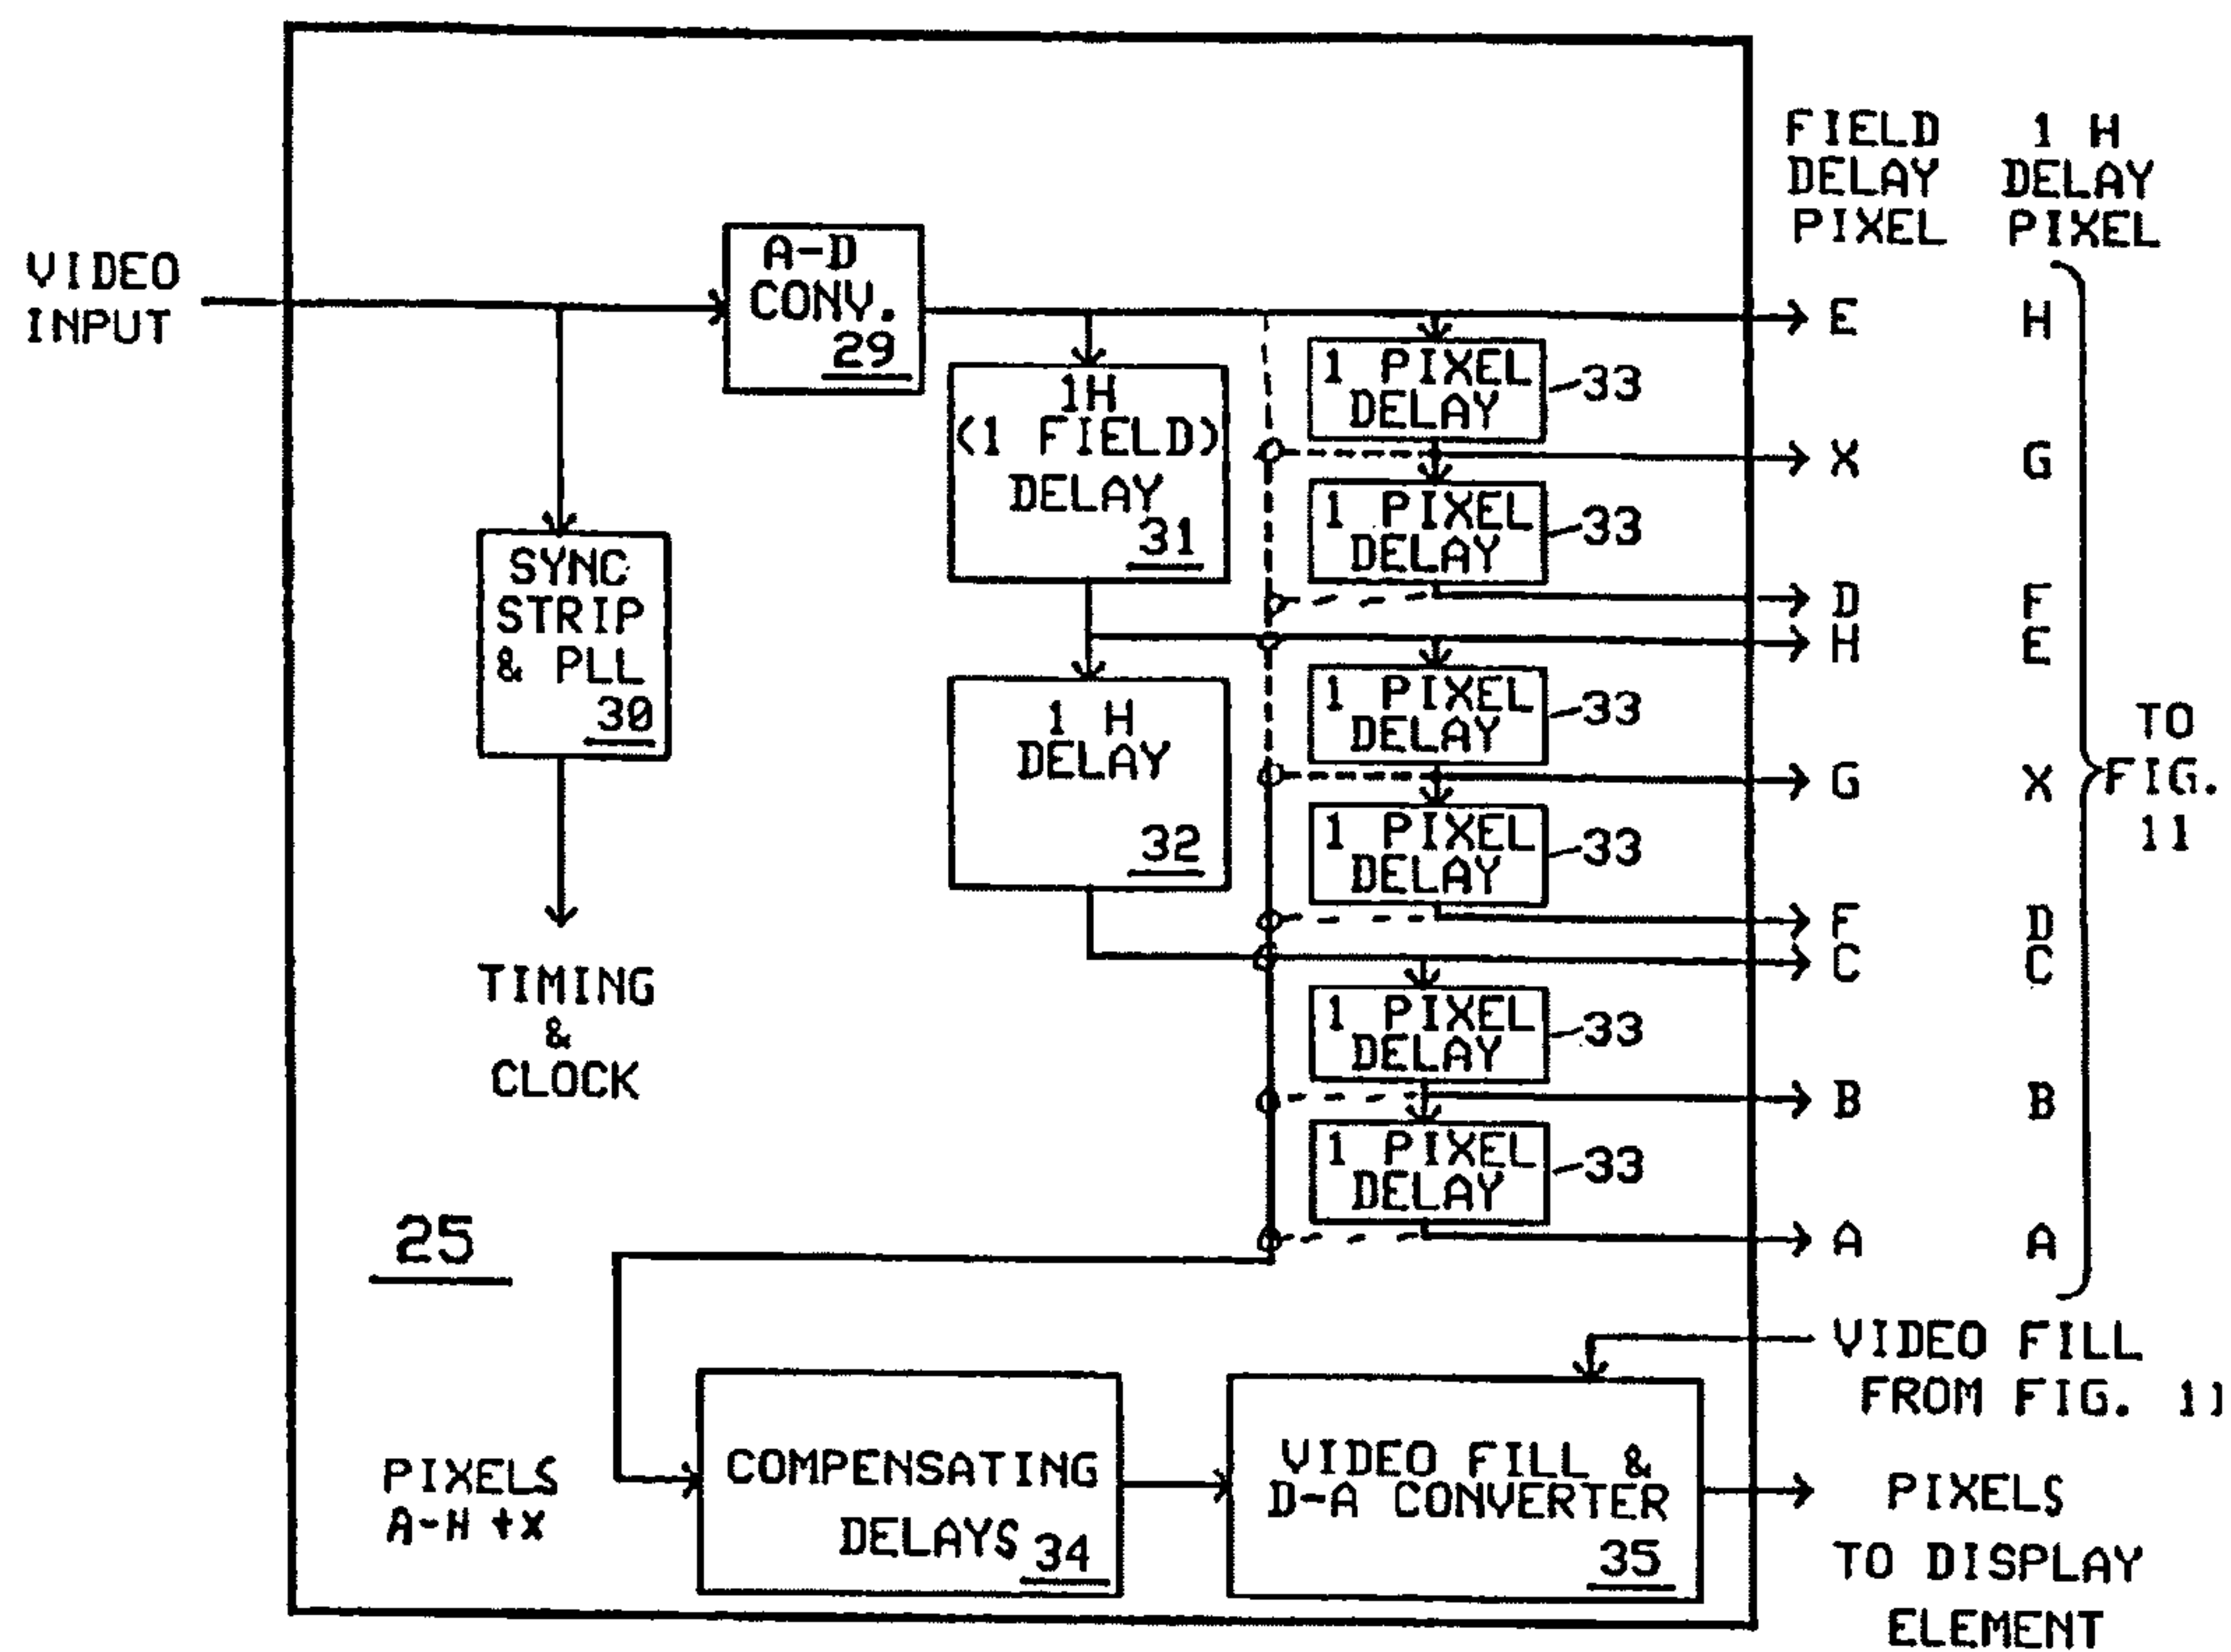 FIELD 1 H
DELAY DELAY
PIXEL PIXEL
VIDEO
INPUT
A-D
CONV.
29
E H
1 PIXEL
DELAY
33
1H
(1 FIELD)
DELAY
31
X G
1 PIXEL
DELAY
33
SYNC
STRIP
& PLL
30
D F
H E
1 PIXEL
DELAY
33
1 H
DELAY
32
TO
FIG.
11
G X
1 PIXEL
DELAY
33
F D
C C
TIMING
&
CLOCK
1 PIXEL
DELAY
33
B B
1 PIXEL
DELAY
33
25
A A
VIDEO FILL
FROM FIG. 11
PIXELS
A-H +X
COMPENSATING
DELAYS 34
VIDEO FILL &
D-A CONVERTER
35
PIXELS
TO DISPLAY
ELEMENT